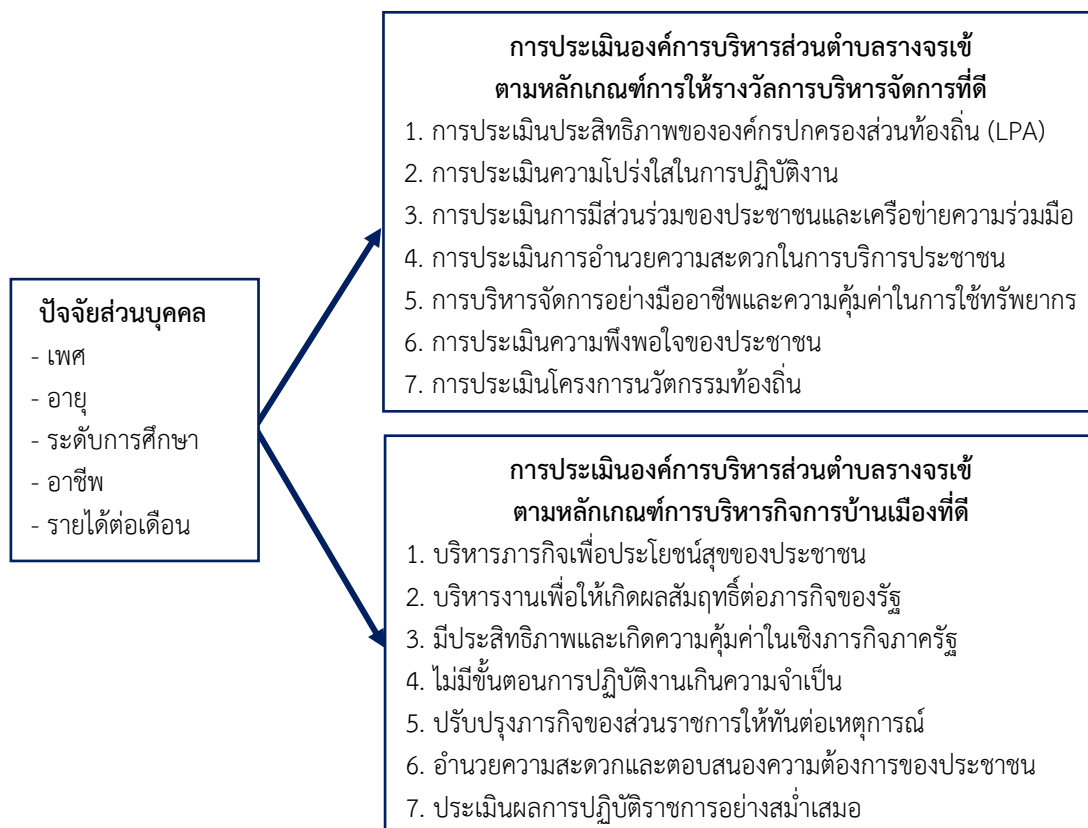 ปัจจัยส่วนบุคคล
- เพศ
- อายุ
- ระดับการศึกษา
- อาชีพ
- รายได้ต่อเดือน
การประเมินองค์การบริหารส่วนตำบลรางจรเข้
ตามหลักเกณฑ์การให้รางวัลการบริหารจัดการที่ดี
1. การประเมินประสิทธิภาพขององค์กรปกครองส่วนท้องถิ่น (LPA)
2. การประเมินความโปร่งใสในการปฏิบัติงาน
3. การประเมินการมีส่วนร่วมของประชาชนและเครือข่ายความร่วมมือ
4. การประเมินการอำนวยความสะดวกในการบริการประชาชน
5. การบริหารจัดการอย่างมืออาชีพและความคุ้มค่าในการใช้ทรัพยากร
6. การประเมินความพึงพอใจของประชาชน
7. การประเมินโครงการนวัตกรรมท้องถิ่น
การประเมินองค์การบริหารส่วนตำบลรางจรเข้
ตามหลักเกณฑ์การบริหารกิจการบ้านเมืองที่ดี
1. บริหารภารกิจเพื่อประโยชน์สุขของประชาชน
2. บริหารงานเพื่อให้เกิดผลสัมฤทธิ์ต่อภารกิจของรัฐ
3. มีประสิทธิภาพและเกิดความคุ้มค่าในเชิงภารกิจภาครัฐ
4. ไม่มีขั้นตอนการปฏิบัติงานเกินความจำเป็น
5. ปรับปรุงภารกิจของส่วนราชการให้ทันต่อเหตุการณ์
6. อำนวยความสะดวกและตอบสนองความต้องการของประชาชน
7. ประเมินผลการปฏิบัติราชการอย่างสม่ำเสมอ